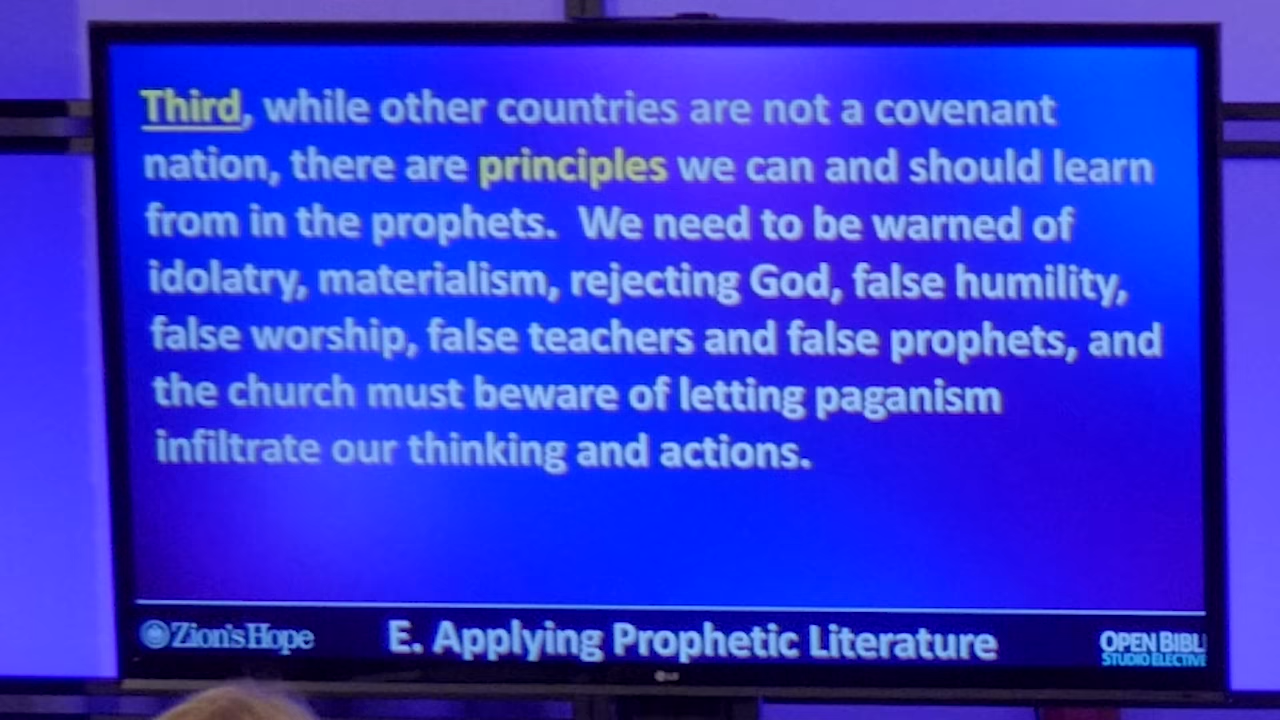 Third, while other countries are not a covenant
nation, there are principles we can and should learn
from in the prophets.  We need to be warned of
idolatry, materialism, rejecting God, false humility,
false worship, false teachers and false prophets, and
the church must beware of letting paganism
infiltrate our thinking and actions.
Zion's Hope
E. Applying Prophetic Literature
OPEN BIBL
STUDIO ELECTIVE
LG